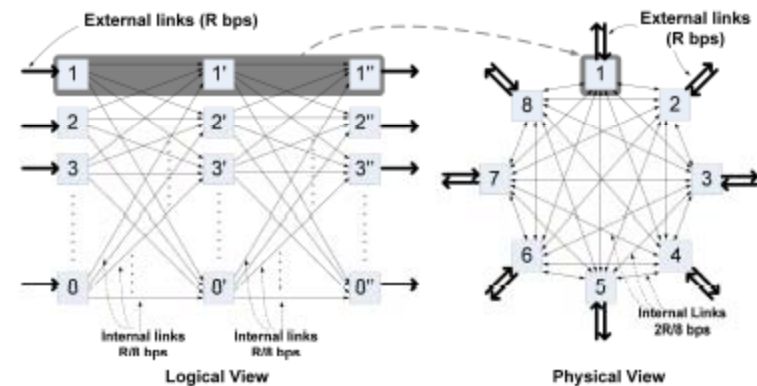 External links (R bps)
1
1'
1"
2
2'
2"
3
3'
3"
0
0'
0"
Internal links
R/8 bps
Internal links
R/8 bps
Logical View
External links
(R bps)
1
8
2
7
3
6
4
5
Internal Links
2R/8 bps
Physical View